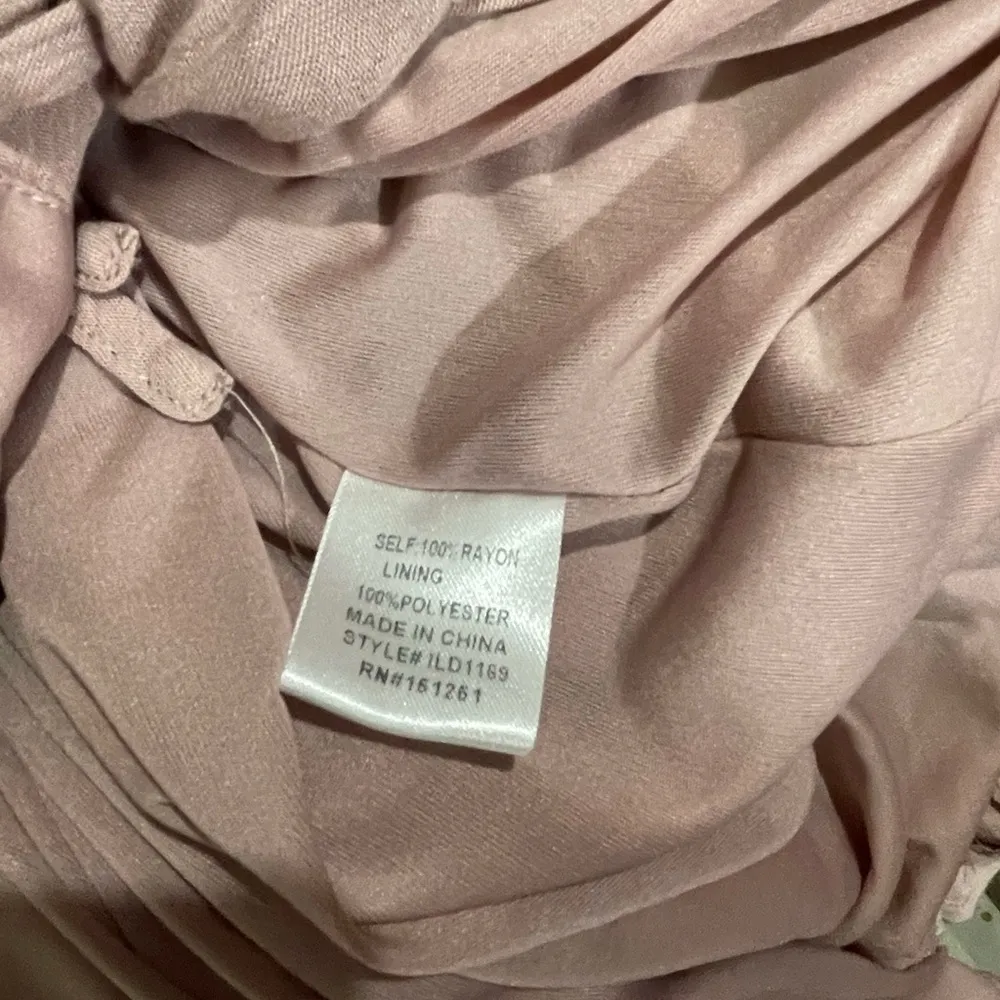 SELF:100% RAYON
LINING
100%POLYESTER
MADE IN CHINA
STYLE# ILD1169
RN#161261